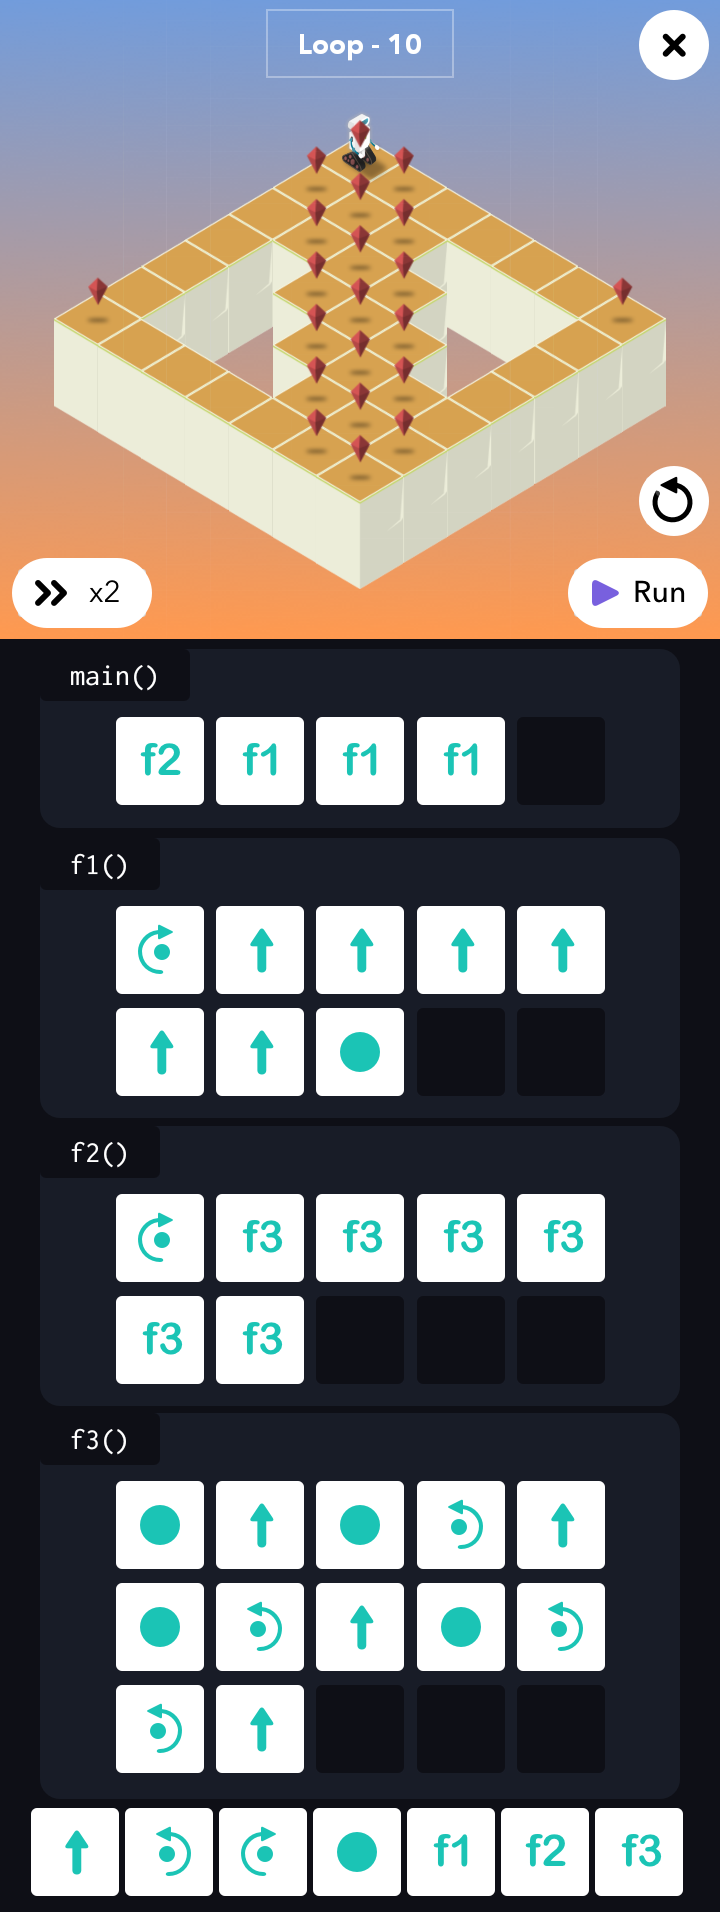 Loop - 10
x2
Run
main()
f2 f1 f1 f1
f1()
f2()
f3 f3 f3 f3
f3 f3
f3()
f1 f2 f3